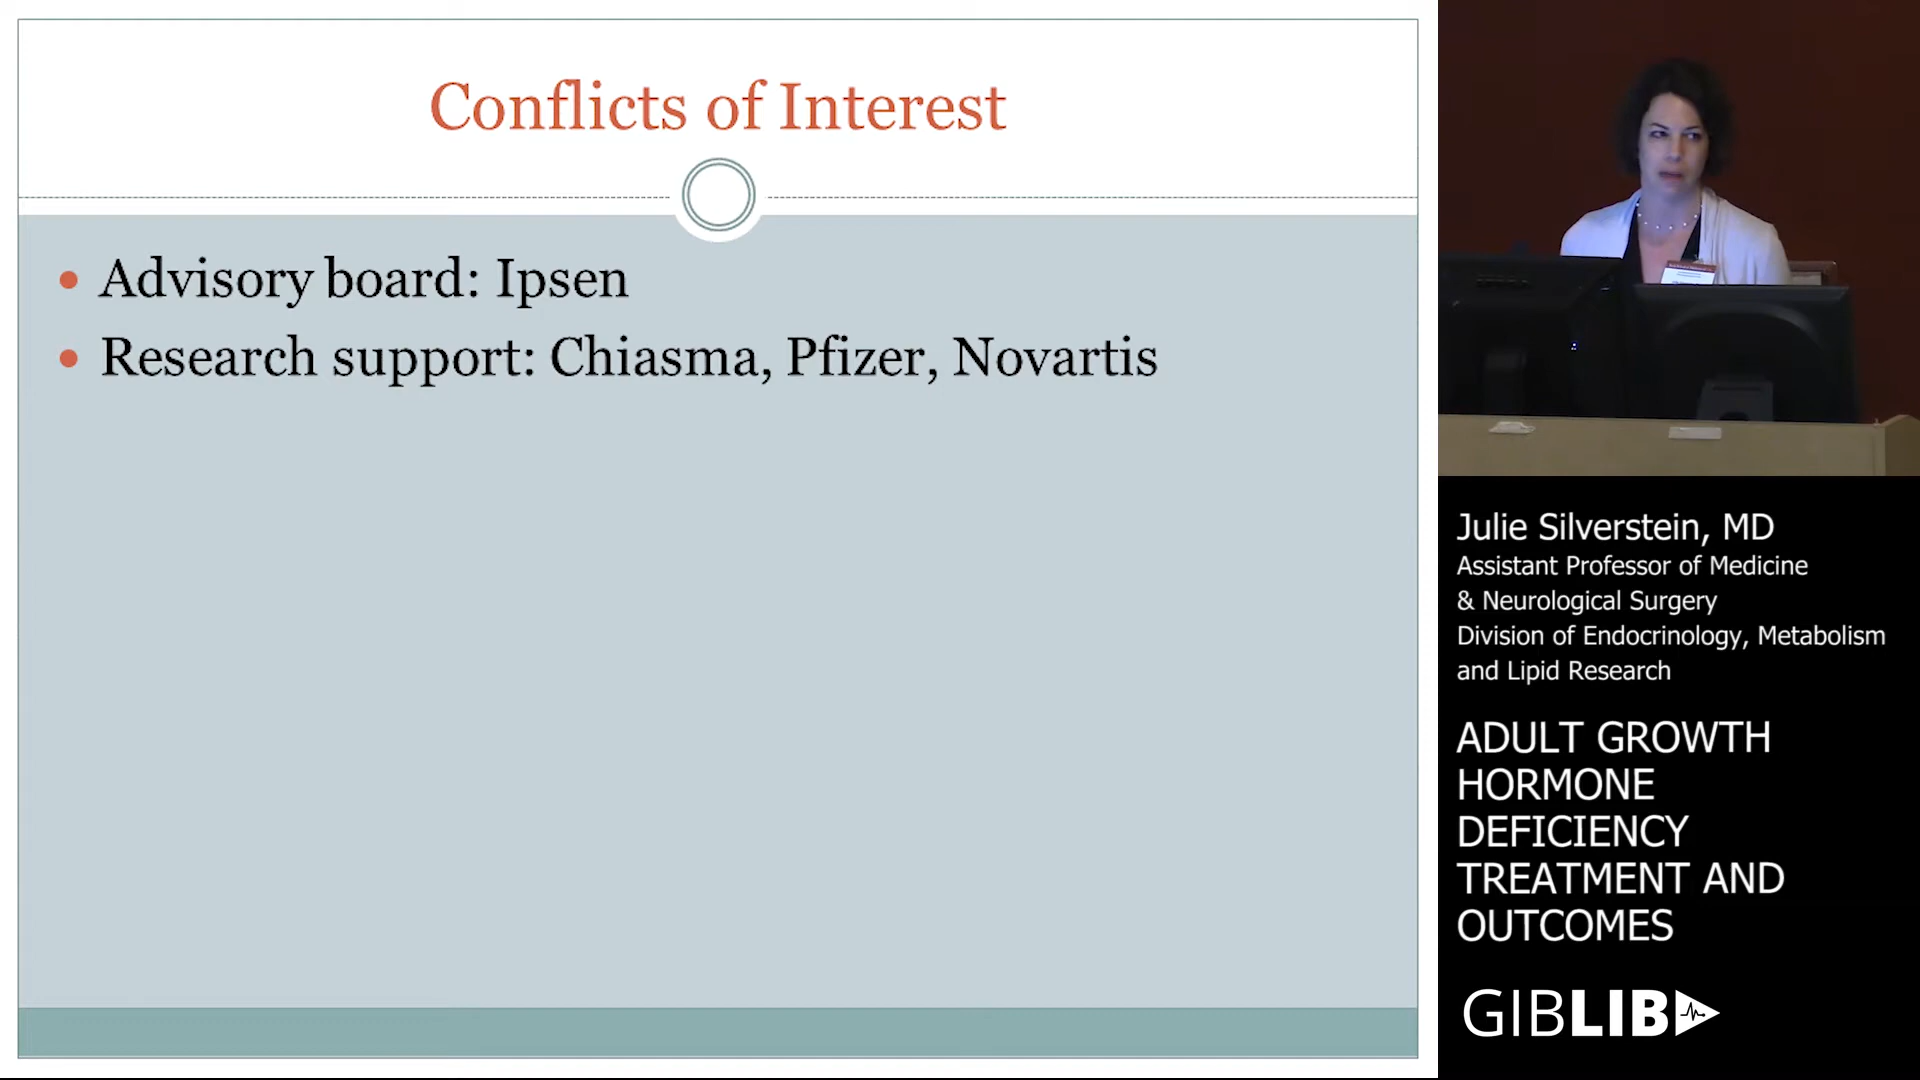 Conflicts of Interest
Advisory board: Ipsen
Research support: Chiasma, Pfizer, Novartis
Julie Silverstein, MD
Assistant Professor of Medicine
& Neurological Surgery
Division of Endocrinology, Metabolism
and Lipid Research
ADULT GROWTH
HORMONE
DEFICIENCY
TREATMENT AND
OUTCOMES
GIBLIB